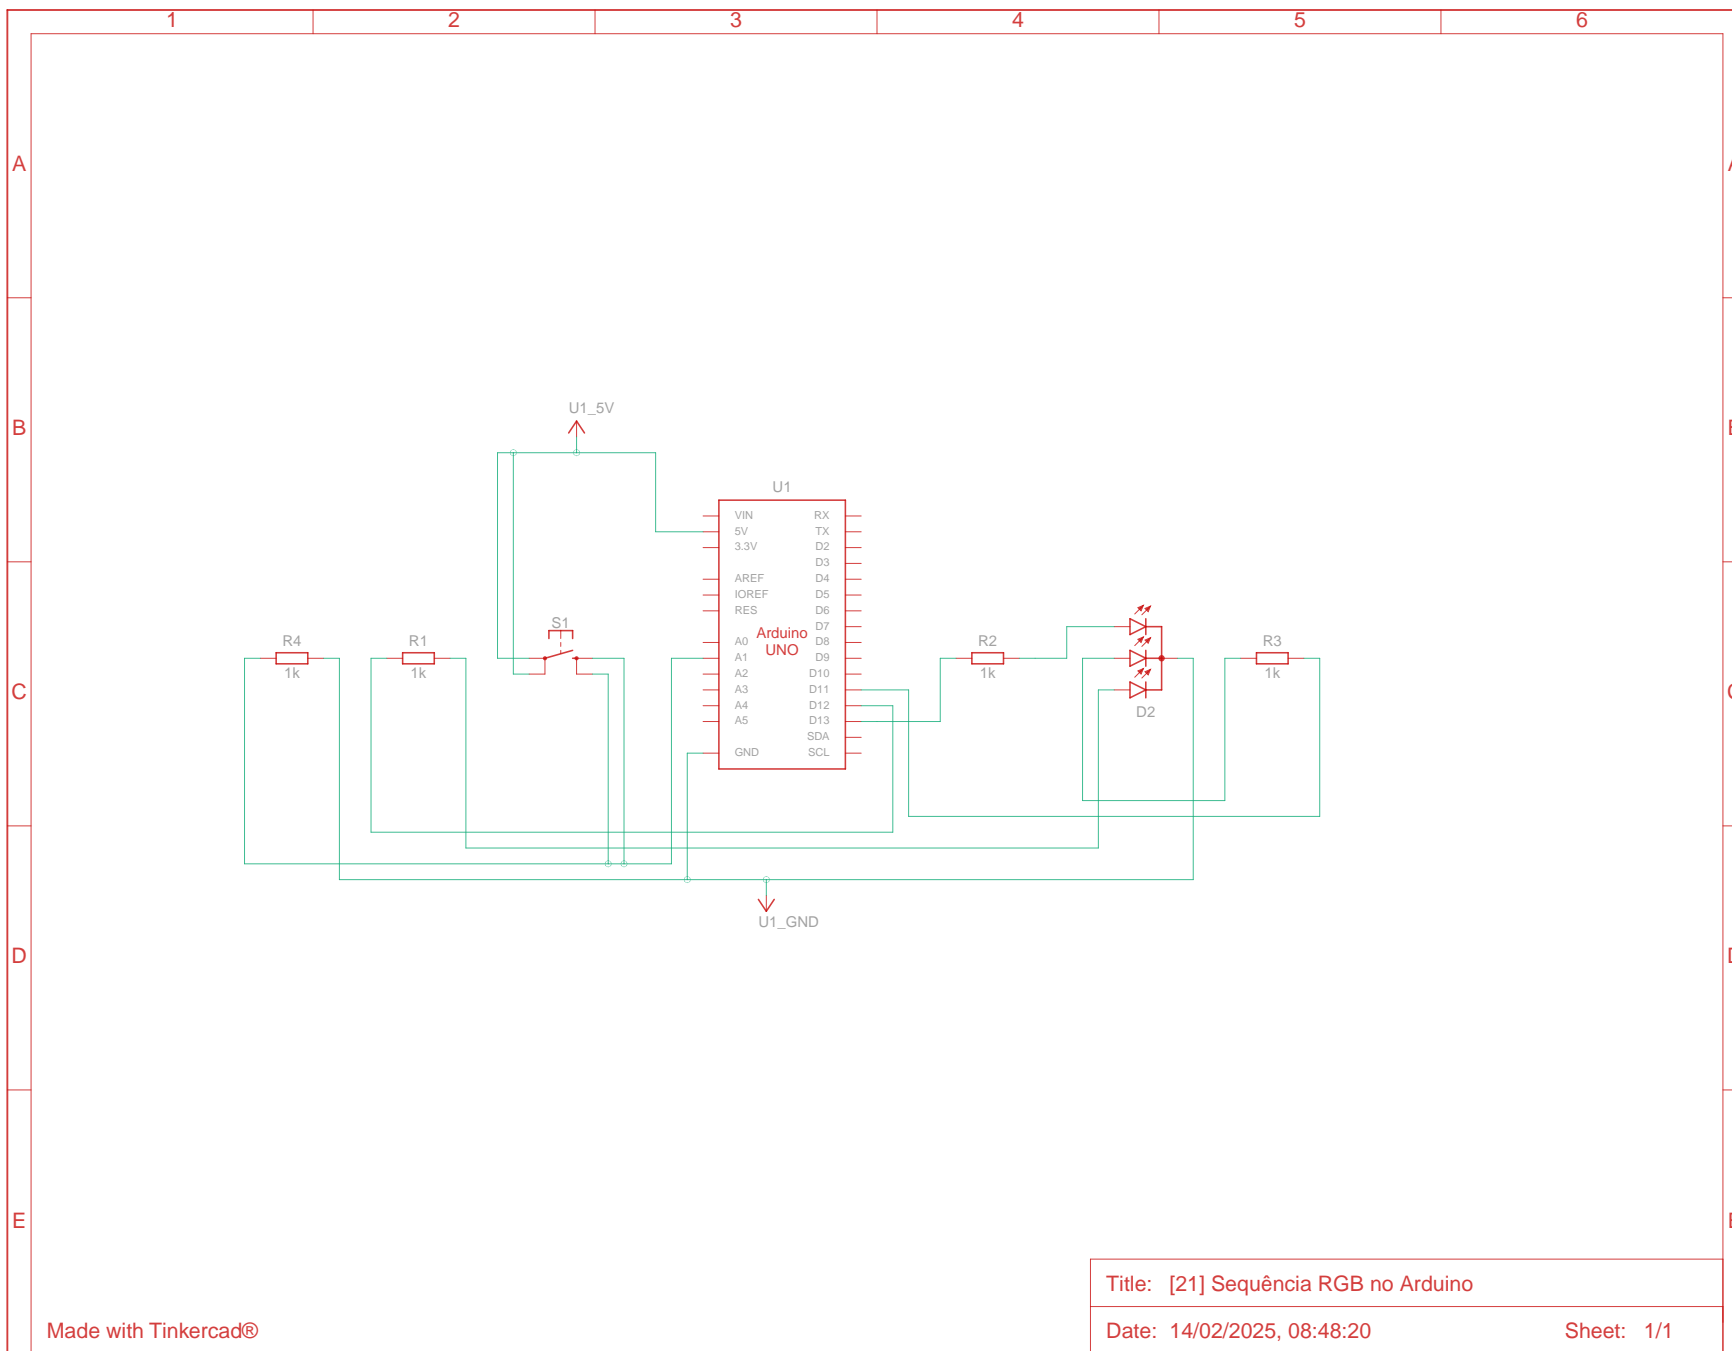 1 2 3 4 5 6
A
B
C
D
E
U1_5V
U1
VIN RX
5V TX
3.3V D2
D3
AREF D4
IOREF D5
RES D6
D7
A0 D8
A1 D9
A2 D10
A3 D11
A4 D12
A5 D13
SDA
GND SCL
Arduino
UNO
R4
1k
R1
1k
S1
R2
1k
D2
R3
1k
U1_GND
Title: [21] Sequência RGB no Arduino
Date: 14/02/2025, 08:48:20 Sheet: 1/1
Made with Tinkercad®